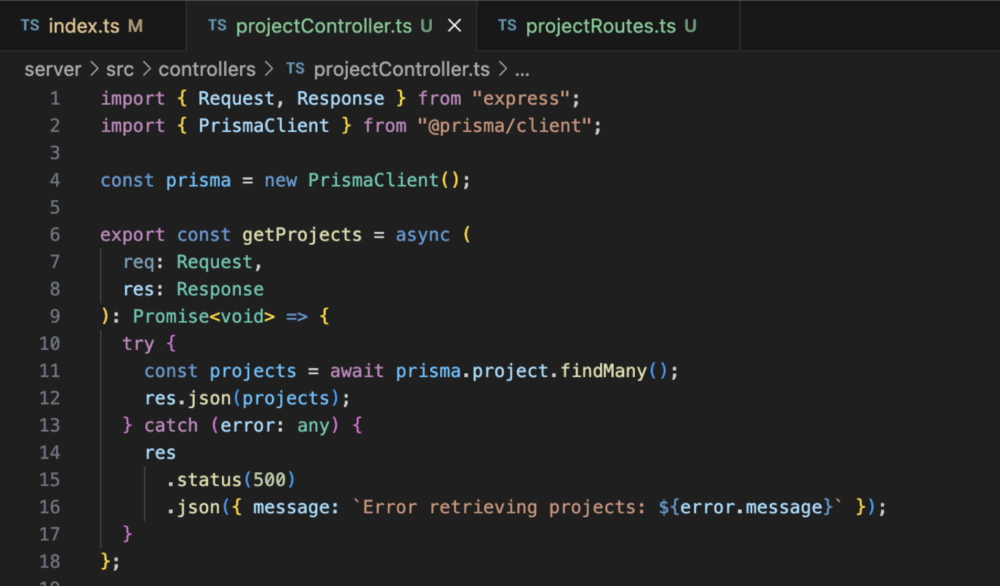 TS index.ts M TS projectController.ts U × TS projectRoutes.ts U
server > src > controllers > TS projectController.ts > ...
1 import { Request, Response } from "express";
2 import { PrismaClient } from "@prisma/client";
3
4 const prisma = new PrismaClient();
5
6 export const getProjects = async (
7   req: Request,
8   res: Response
9 ): Promise<void> => {
10   try {
11     const projects = await prisma.project.findMany();
12     res.json(projects);
13   } catch (error: any) {
14     res
15       .status(500)
16       .json({ message: `Error retrieving projects: ${error.message}` });
17   }
18 };
19